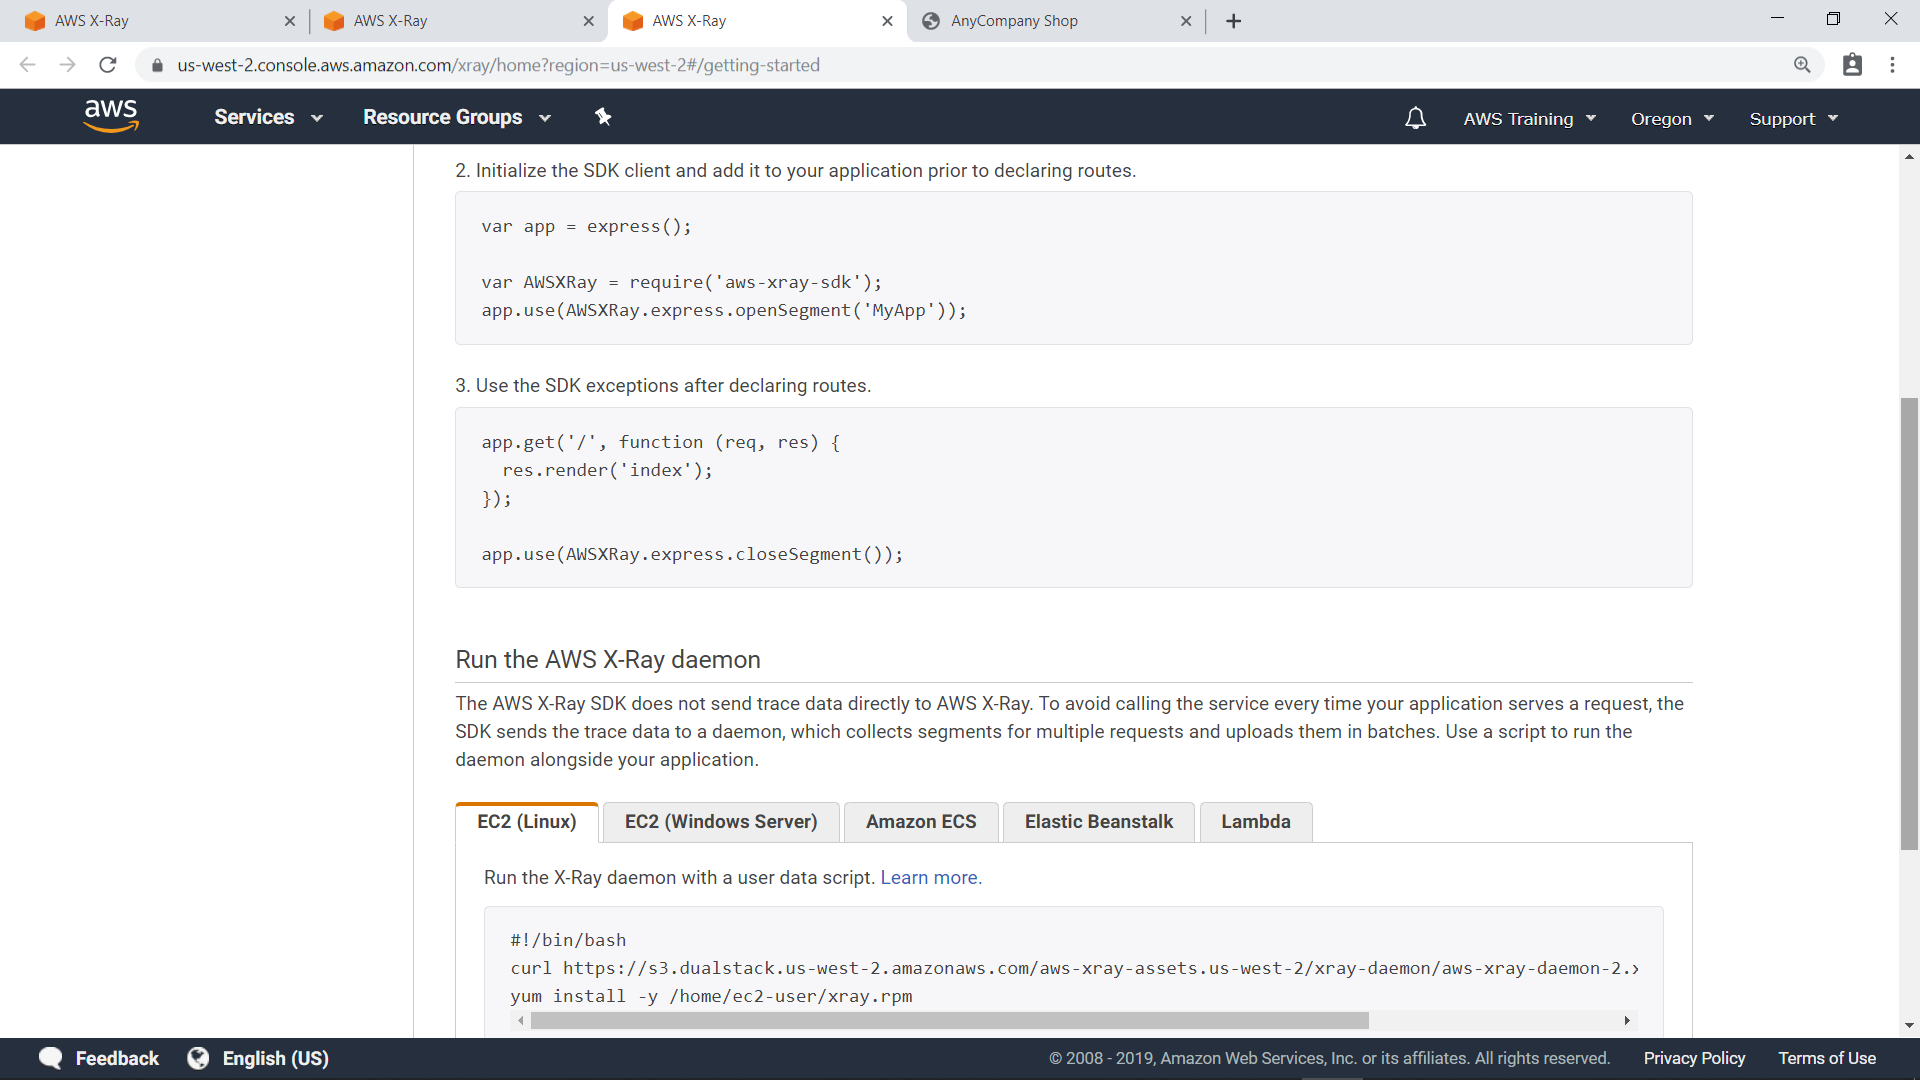 AWS X-Ray
AWS X-Ray
AWS X-Ray
AnyCompany Shop
us-west-2.console.aws.amazon.com/xray/home?region=us-west-2#/getting-started
aws
Services
Resource Groups
AWS Training
Oregon
Support
2. Initialize the SDK client and add it to your application prior to declaring routes.
var app = express();
var AWSXRay = require('aws-xray-sdk');
app.use(AWSXRay.express.openSegment('MyApp'));
3. Use the SDK exceptions after declaring routes.
app.get('/', function (req, res) {
  res.render('index');
});
app.use(AWSXRay.express.closeSegment());
Run the AWS X-Ray daemon
The AWS X-Ray SDK does not send trace data directly to AWS X-Ray. To avoid calling the service every time your application serves a request, the
SDK sends the trace data to a daemon, which collects segments for multiple requests and uploads them in batches. Use a script to run the
daemon alongside your application.
EC2 (Linux)
EC2 (Windows Server)
Amazon ECS
Elastic Beanstalk
Lambda
Run the X-Ray daemon with a user data script. Learn more.
#!/bin/bash
curl https://s3.dualstack.us-west-2.amazonaws.com/aws-xray-assets.us-west-2/xray-daemon/aws-xray-daemon-2.
yum install -y /home/ec2-user/xray.rpm
Feedback
English (US)
© 2008 - 2019, Amazon Web Services, Inc. or its affiliates. All rights reserved.
Privacy Policy
Terms of Use